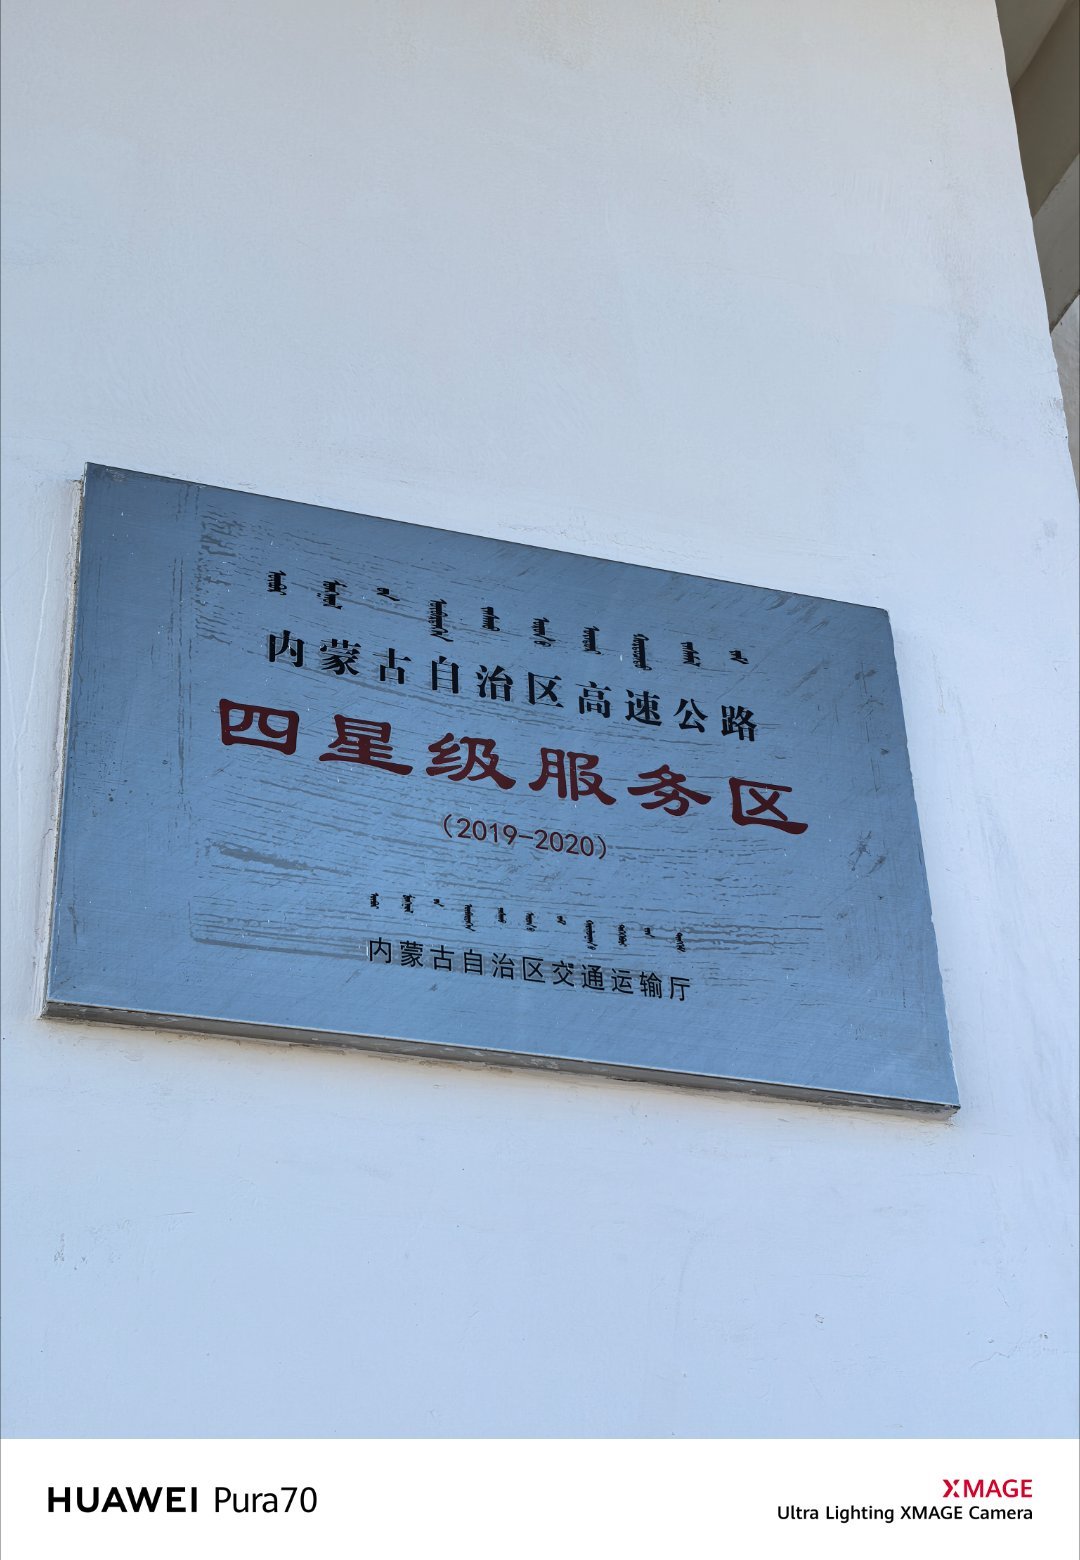 内蒙古自治区高速公路
四星级服务区
(2019-2020)
内蒙古自治区交通运输厅
HUAWEI Pura70
XMAGE
Ultra Lighting XMAGE Camera